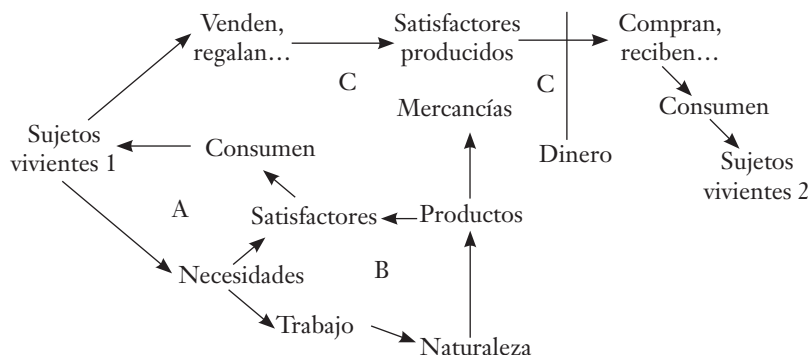 Venden,
regalan…
Satisfactores
producidos
Compran,
reciben…
C
C
Mercancías
Consumen
Sujetos
vivientes 1
Consumen
Dinero
Sujetos
vivientes 2
A
Satisfactores
Productos
Necesidades
B
Trabajo
Naturaleza